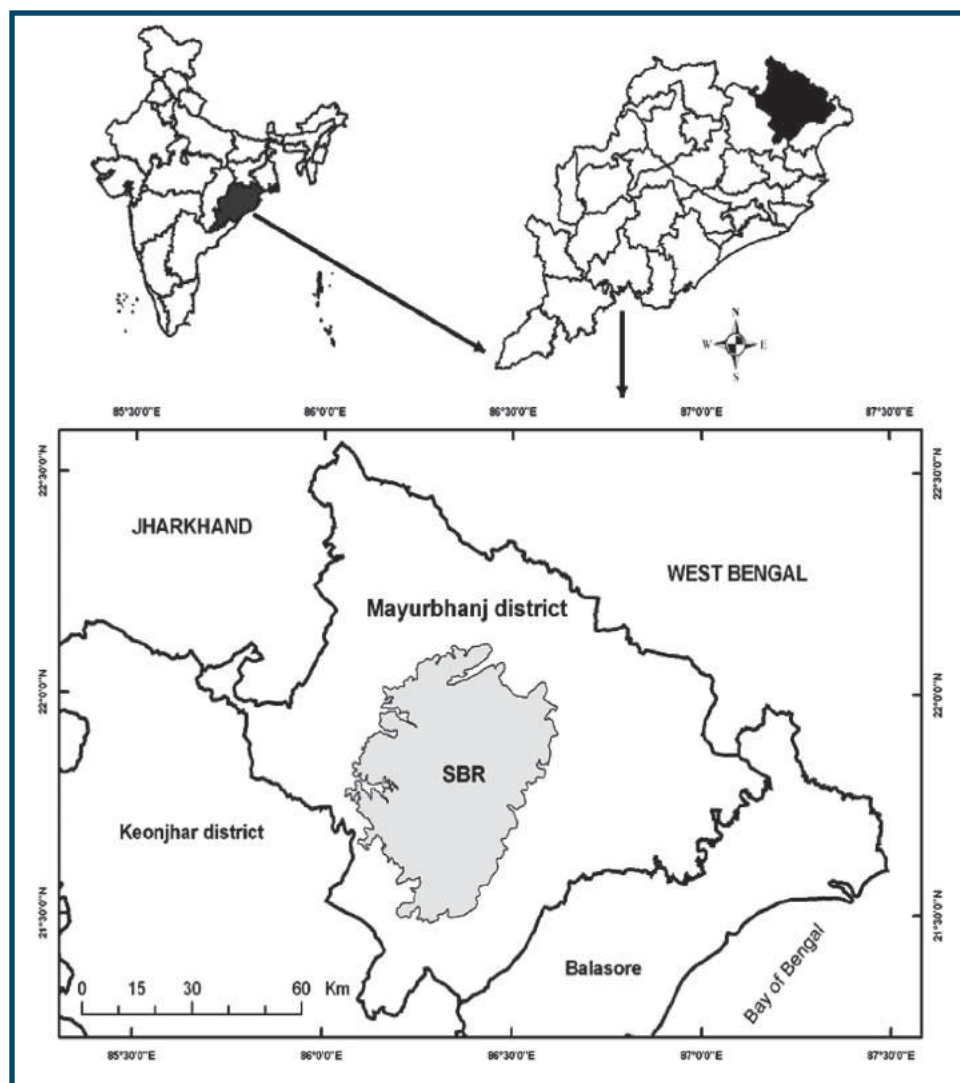 N
W E
S
85°30'0"E 86°0'0"E 86°30'0"E 87°0'0"E 87°30'0"E
22°30'0"N 22°30'0"N
JHARKHAND
WEST BENGAL
Mayurbhanj district
22°0'0"N 22°0'0"N
SBR
Keonjhar district
21°30'0"N 21°30'0"N
Balasore
Bay of Bengal
0 15 30 60 Km
85°30'0"E 86°0'0"E 86°30'0"E 87°0'0"E 87°30'0"E